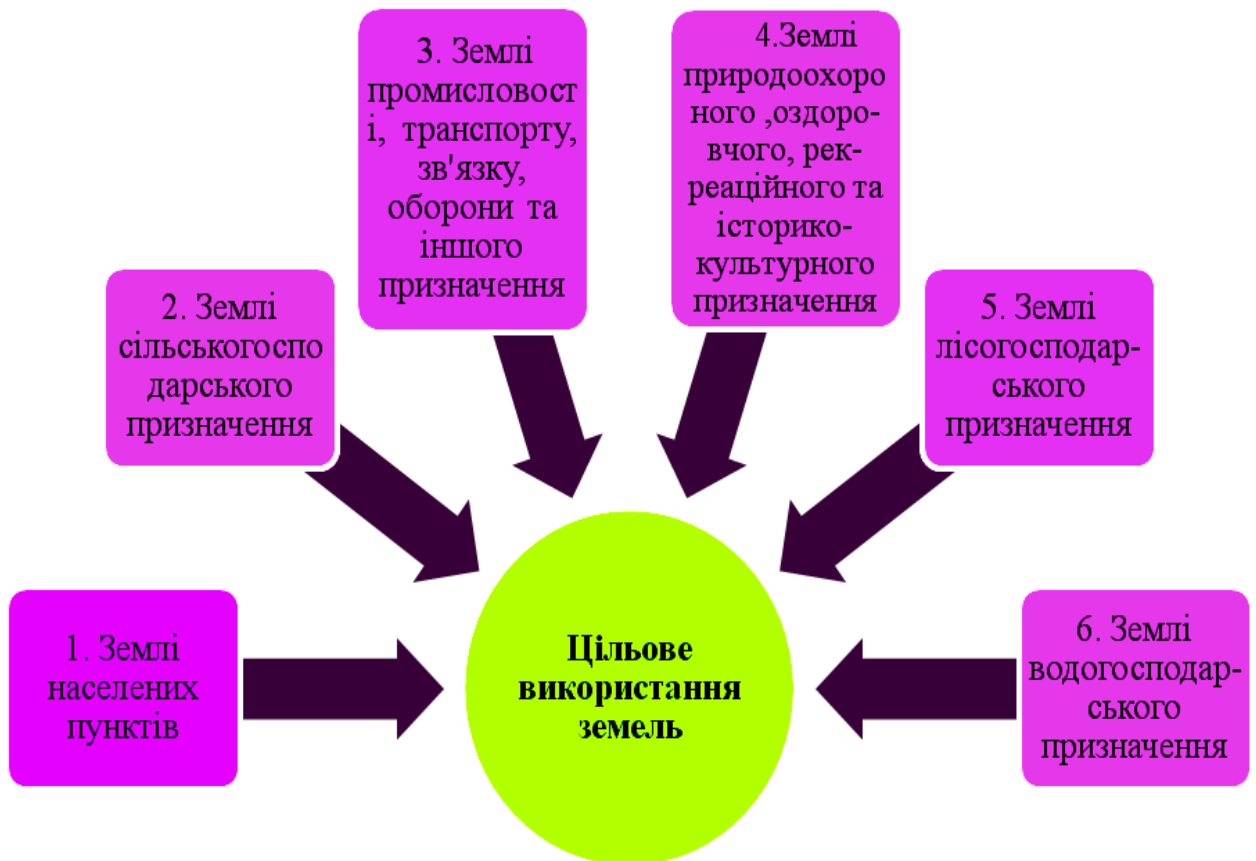 1. Землі
населених
пунктів
2. Землі
сільськогоспо
дарського
призначення
3. Землі
промисловост
і, транспорту,
зв'язку,
оборони та
іншого
призначення
4.Землі
природоохоро
ного ,оздоро-
вчого, рек-
реаційного та
історико-
культурного
призначення
5. Землі
лісогосподар-
ського
призначення
6. Землі
водогосподар-
ського
призначення
Цільове
використання
земель